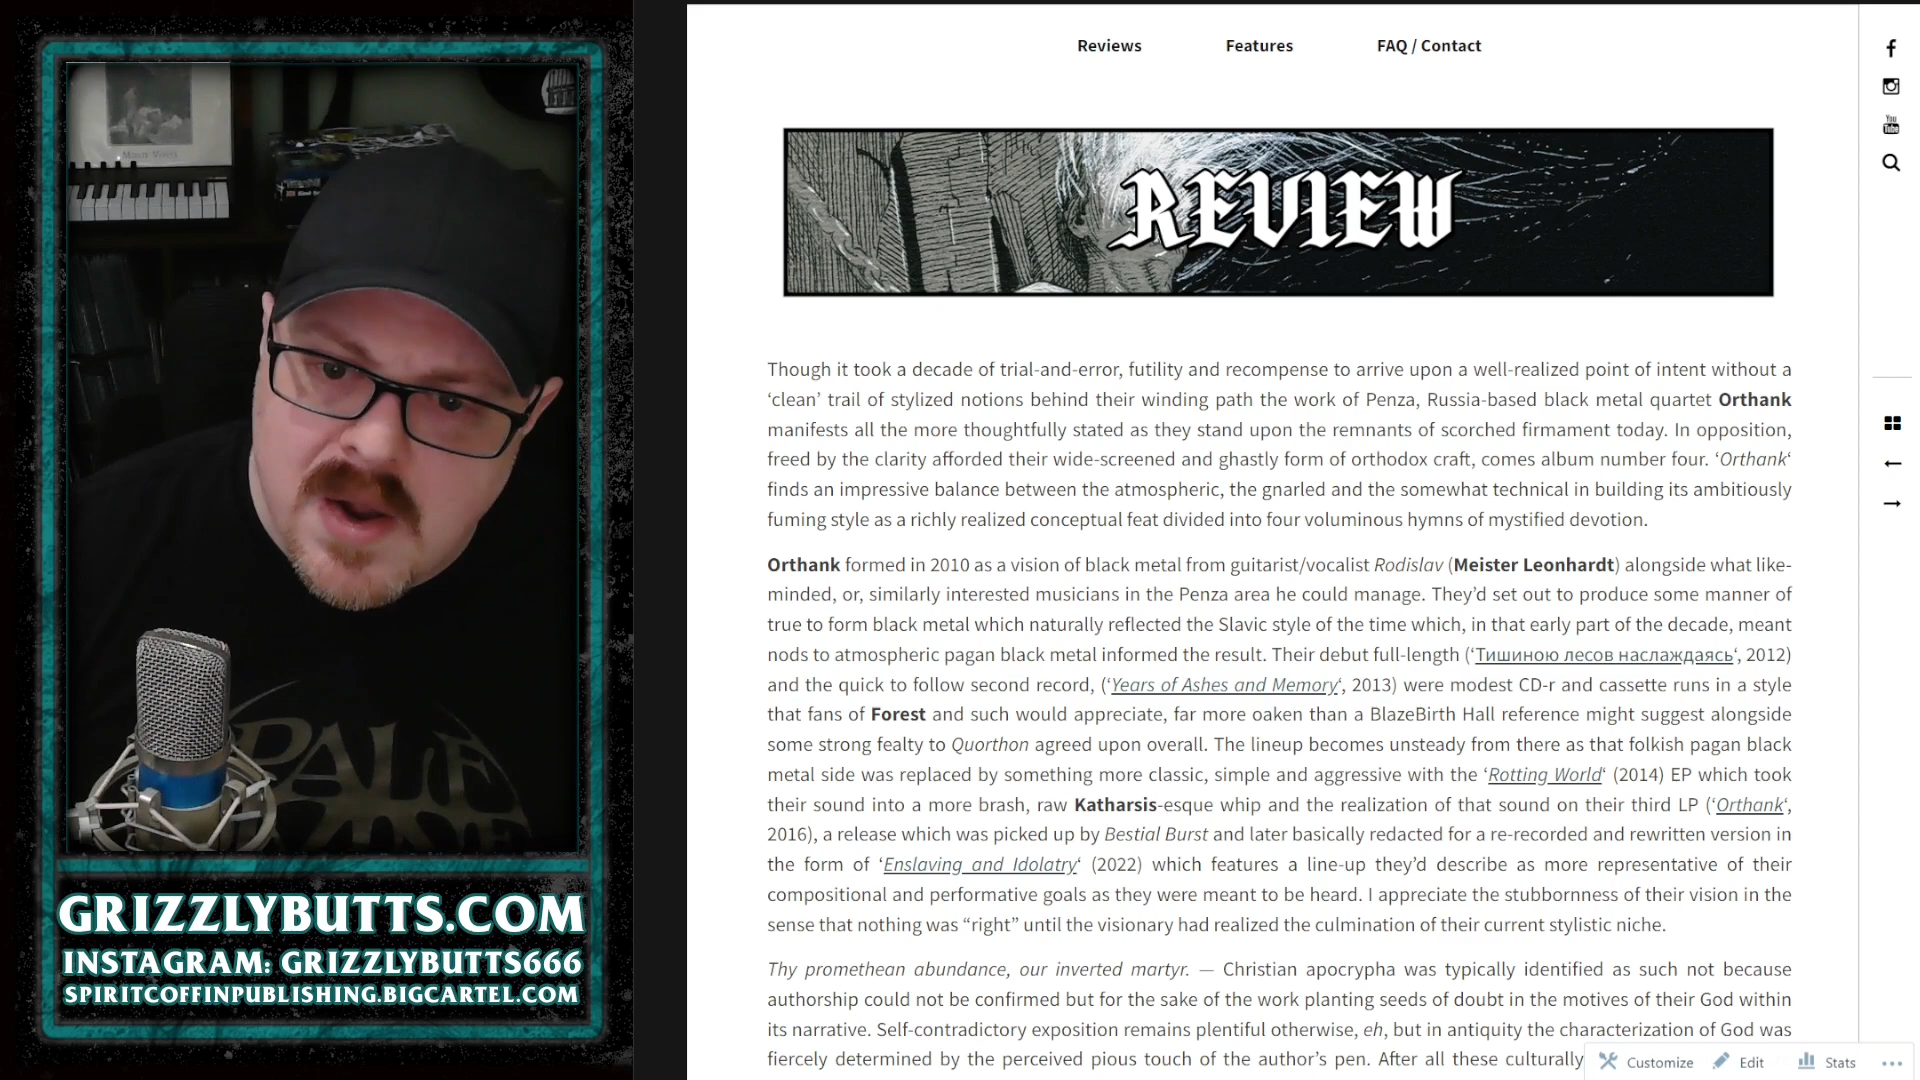 Reviews Features FAQ / Contact
REVIEW
Though it took a decade of trial-and-error, futility and recompense to arrive upon a well-realized point of intent without a
‘clean’ trail of stylized notions behind their winding path the work of Penza, Russia-based black metal quartet Orthank
manifests all the more thoughtfully stated as they stand upon the remnants of scorched firmament today. In opposition,
freed by the clarity afforded their wide-screened and ghastly form of orthodox craft, comes album number four. ‘Orthank‘
finds an impressive balance between the atmospheric, the gnarled and the somewhat technical in building its ambitiously
fuming style as a richly realized conceptual feat divided into four voluminous hymns of mystified devotion.
Orthank formed in 2010 as a vision of black metal from guitarist/vocalist Rodislav (Meister Leonhardt) alongside what like-
minded, or, similarly interested musicians in the Penza area he could manage. They’d set out to produce some manner of
true to form black metal which naturally reflected the Slavic style of the time which, in that early part of the decade, meant
nods to atmospheric pagan black metal informed the result. Their debut full-length (‘Тишиною лесов наслаждаясь‘, 2012)
and the quick to follow second record, (‘Years of Ashes and Memory‘, 2013) were modest CD-r and cassette runs in a style
that fans of Forest and such would appreciate, far more oaken than a BlazeBirth Hall reference might suggest alongside
some strong fealty to Quorthon agreed upon overall. The lineup becomes unsteady from there as that folkish pagan black
metal side was replaced by something more classic, simple and aggressive with the ‘Rotting World‘ (2014) EP which took
their sound into a more brash, raw Katharsis-esque whip and the realization of that sound on their third LP (‘Orthank‘,
2016), a release which was picked up by Bestial Burst and later basically redacted for a re-recorded and rewritten version in
the form of ‘Enslaving and Idolatry‘ (2022) which features a line-up they’d describe as more representative of their
compositional and performative goals as they were meant to be heard. I appreciate the stubbornness of their vision in the
sense that nothing was “right” until the visionary had realized the culmination of their current stylistic niche.
Thy promethean abundance, our inverted martyr. — Christian apocrypha was typically identified as such not because
authorship could not be confirmed but for the sake of the work planting seeds of doubt in the motives of their God within
its narrative. Self-contradictory exposition remains plentiful otherwise, eh, but in antiquity the characterization of God was
fiercely determined by the perceived pious touch of the author’s pen. After all these culturally
Customize Edit Stats
You Tube
PALE
GRIZZLYBUTTS.COM
INSTAGRAM: GRIZZLYBUTTS666
SPIRITCOFFINPUBLISHING.BIGCARTEL.COM